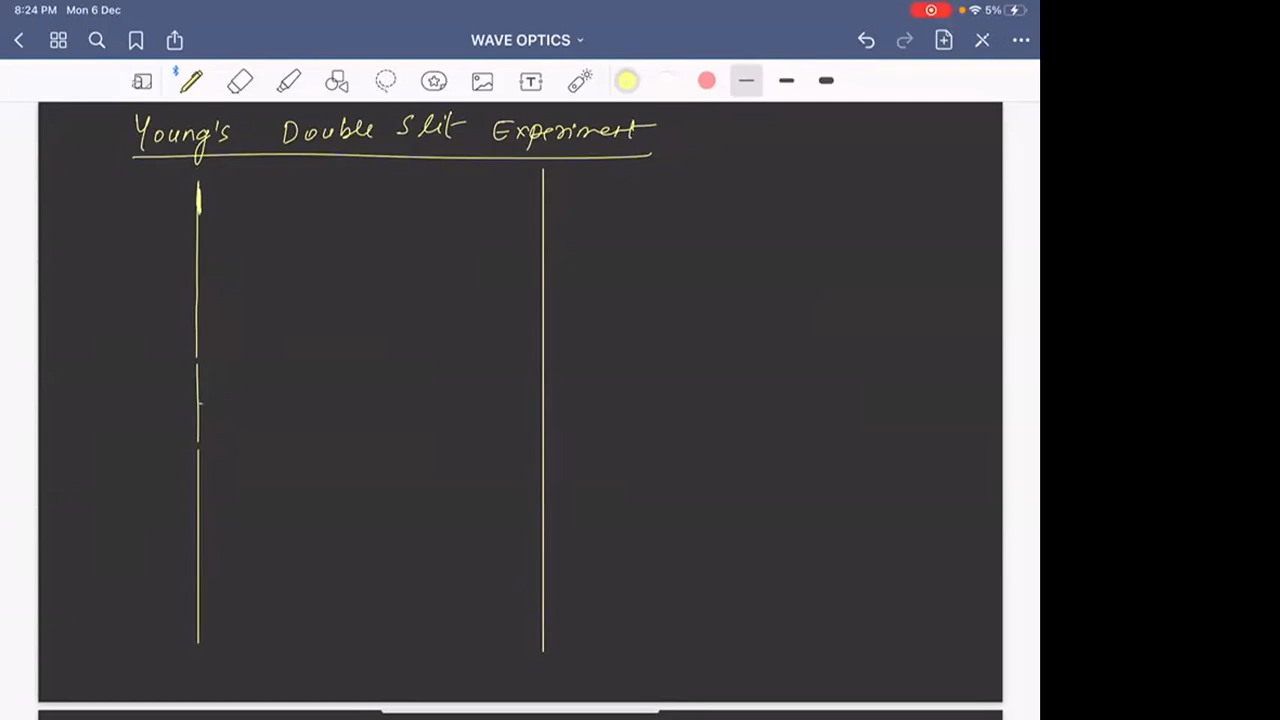 8:24 PM Mon 6 Dec 5%
WAVE OPTICS
T
Young's Double Slit Experiment